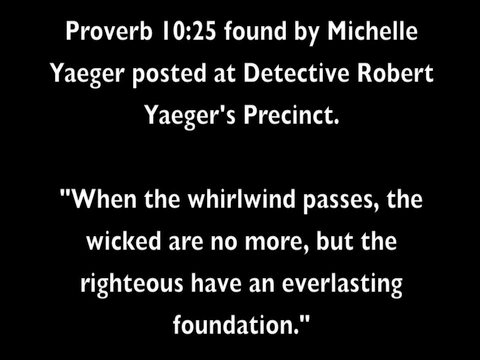 Proverb 10:25 found by Michelle
Yaeger posted at Detective Robert
Yaeger's Precinct.
"When the whirlwind passes, the
wicked are no more, but the
righteous have an everlasting
foundation."